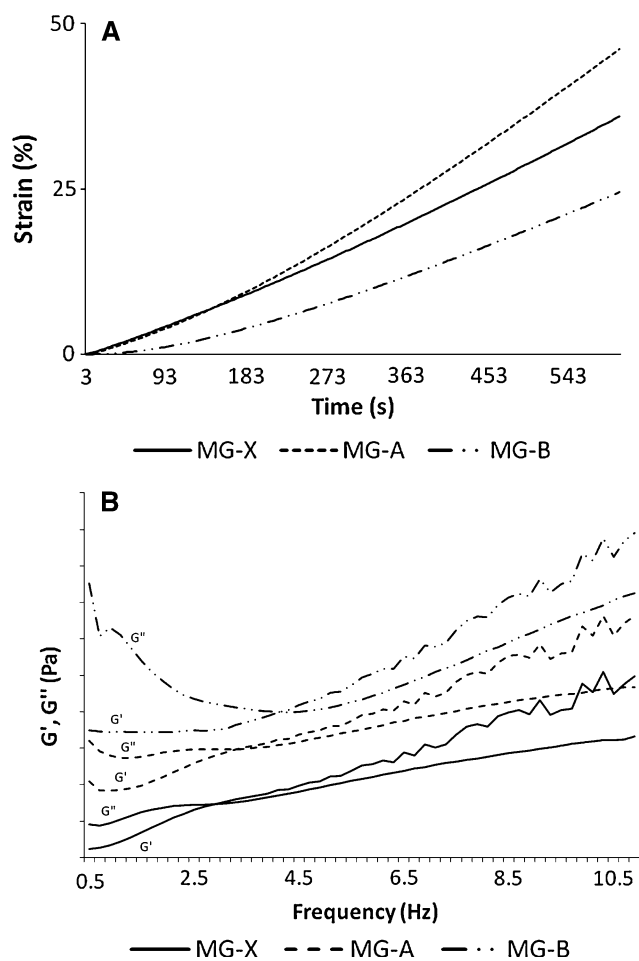 A
50
25
0
Strain (%)
3 93 183 273 363 453 543
Time (s)
MG-X MG-A MG-B
B
G', G'' (Pa)
G''
G'
G''
G'
G''
G'
0.5 2.5 4.5 6.5 8.5 10.5
Frequency (Hz)
MG-X MG-A MG-B